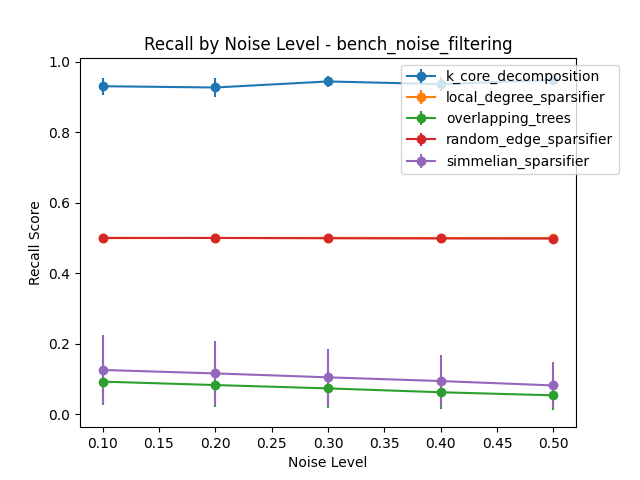 Recall by Noise Level - bench_noise_filtering
k_core_decomposition
local_degree_sparsifier
overlapping_trees
random_edge_sparsifier
simmelian_sparsifier
Recall Score
1.0
0.8
0.6
0.4
0.2
0.0
0.10 0.15 0.20 0.25 0.30 0.35 0.40 0.45 0.50
Noise Level